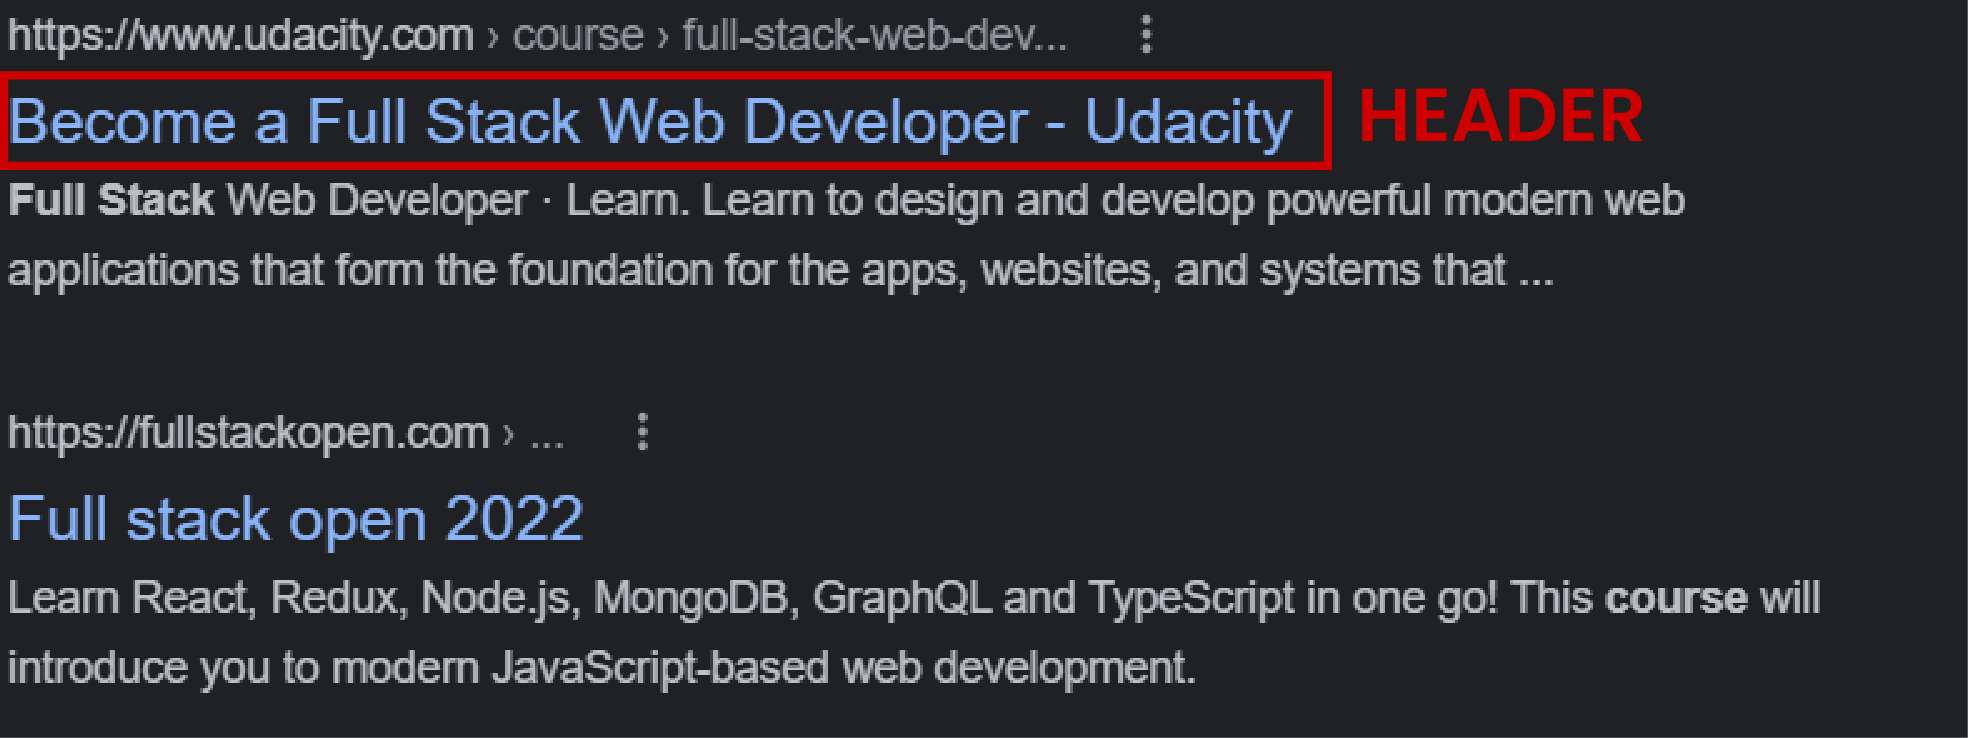 https://www.udacity.com › course › full-stack-web-dev...
Become a Full Stack Web Developer - Udacity HEADER
Full Stack Web Developer · Learn. Learn to design and develop powerful modern web
applications that form the foundation for the apps, websites, and systems that ...
https://fullstackopen.com › ...
Full stack open 2022
Learn React, Redux, Node.js, MongoDB, GraphQL and TypeScript in one go! This course will
introduce you to modern JavaScript-based web development.